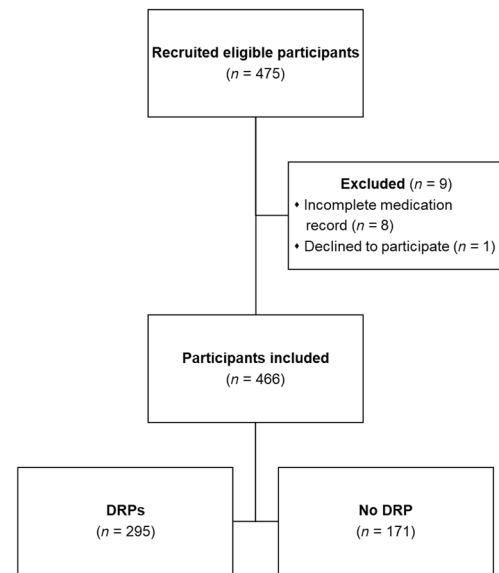 Recruited eligible participants
(n = 475)
Excluded (n = 9)
♦ Incomplete medication
record (n = 8)
♦ Declined to participate (n = 1)
Participants included
(n = 466)
DRPs
(n = 295)
No DRP
(n = 171)